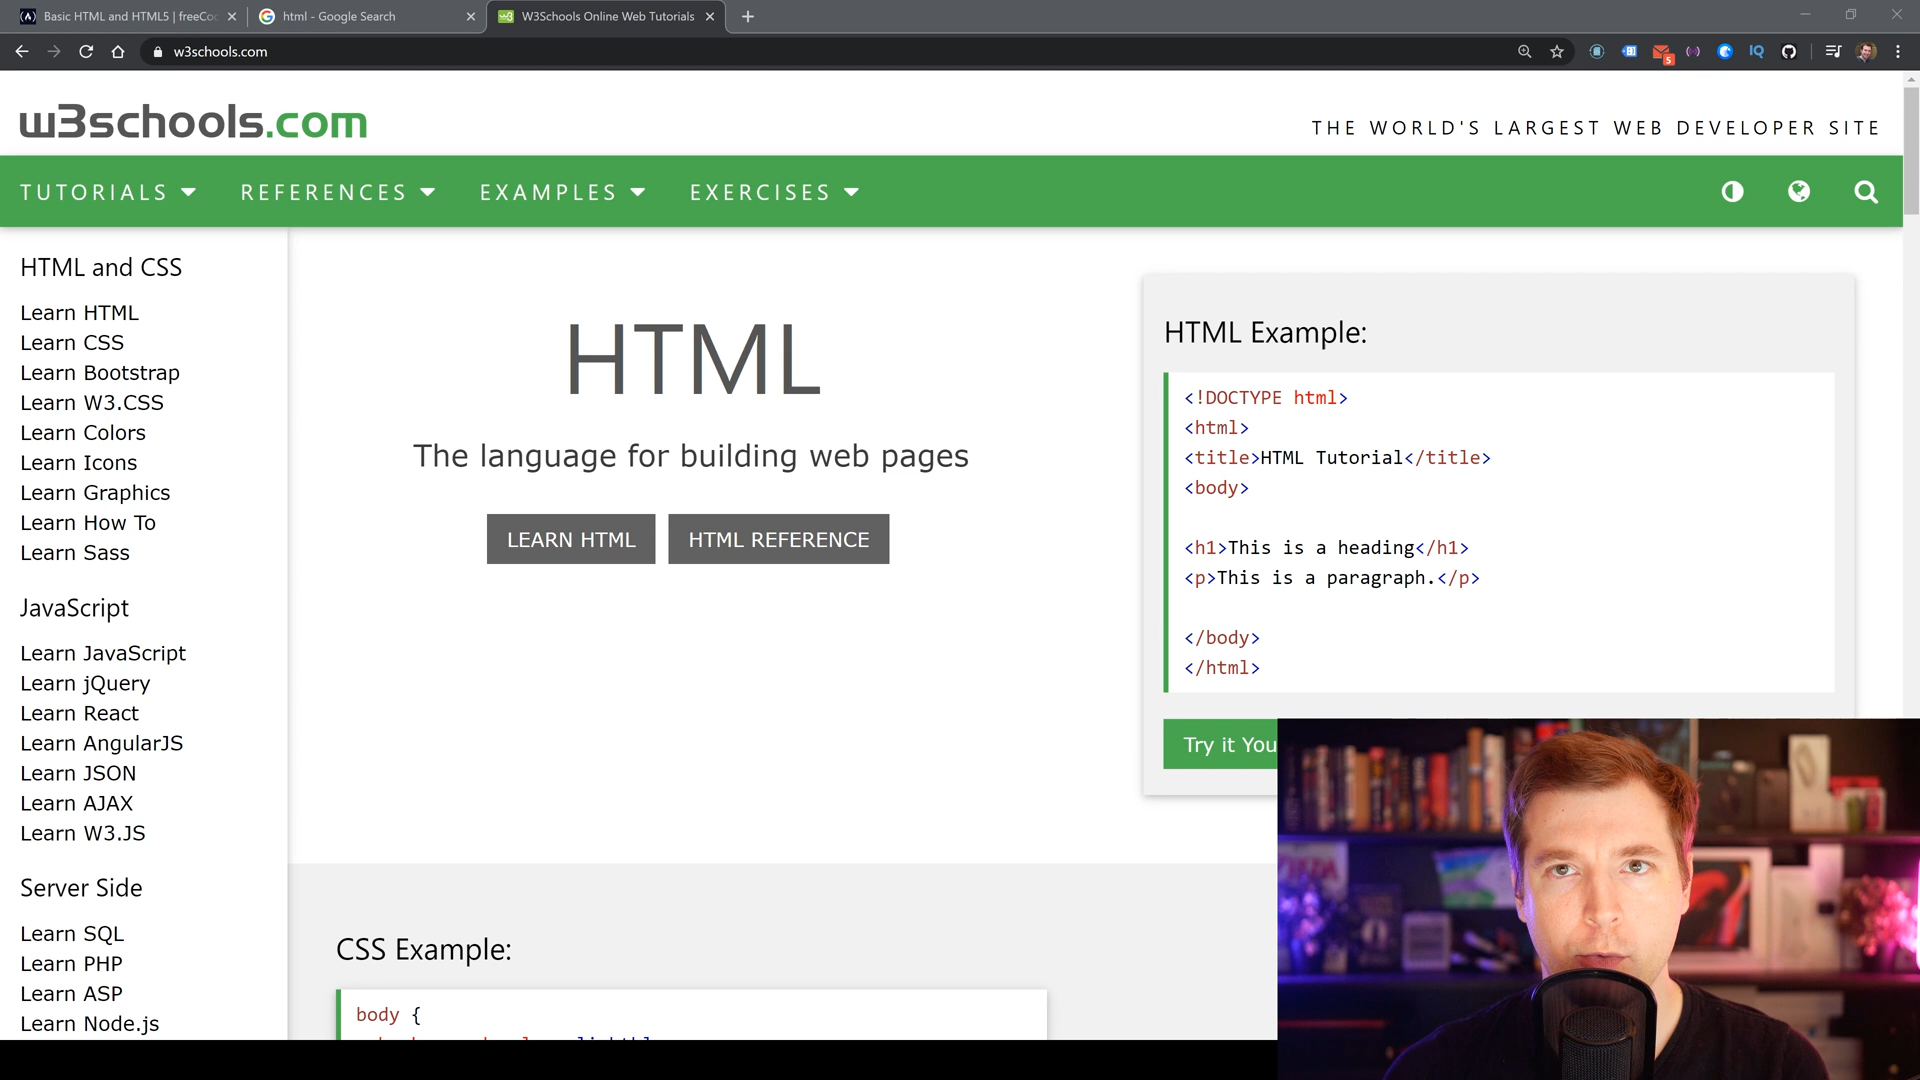 Basic HTML and HTML5 | freeCo
html - Google Search
W3Schools Online Web Tutorials
w3schools.com
IQ
5
w3schools.com
THE WORLD'S LARGEST WEB DEVELOPER SITE
TUTORIALS
REFERENCES
EXAMPLES
EXERCISES
HTML and CSS
Learn HTML
Learn CSS
Learn Bootstrap
Learn W3.CSS
Learn Colors
Learn Icons
Learn Graphics
Learn How To
Learn Sass
JavaScript
Learn JavaScript
Learn jQuery
Learn React
Learn AngularJS
Learn JSON
Learn AJAX
Learn W3.JS
Server Side
Learn SQL
Learn PHP
Learn ASP
Learn Node.js
HTML
The language for building web pages
LEARN HTML
HTML REFERENCE
HTML Example:
<!DOCTYPE html>
<html>
<title>HTML Tutorial</title>
<body>
<h1>This is a heading</h1>
<p>This is a paragraph.</p>
</body>
</html>
Try it You
CSS Example:
body {